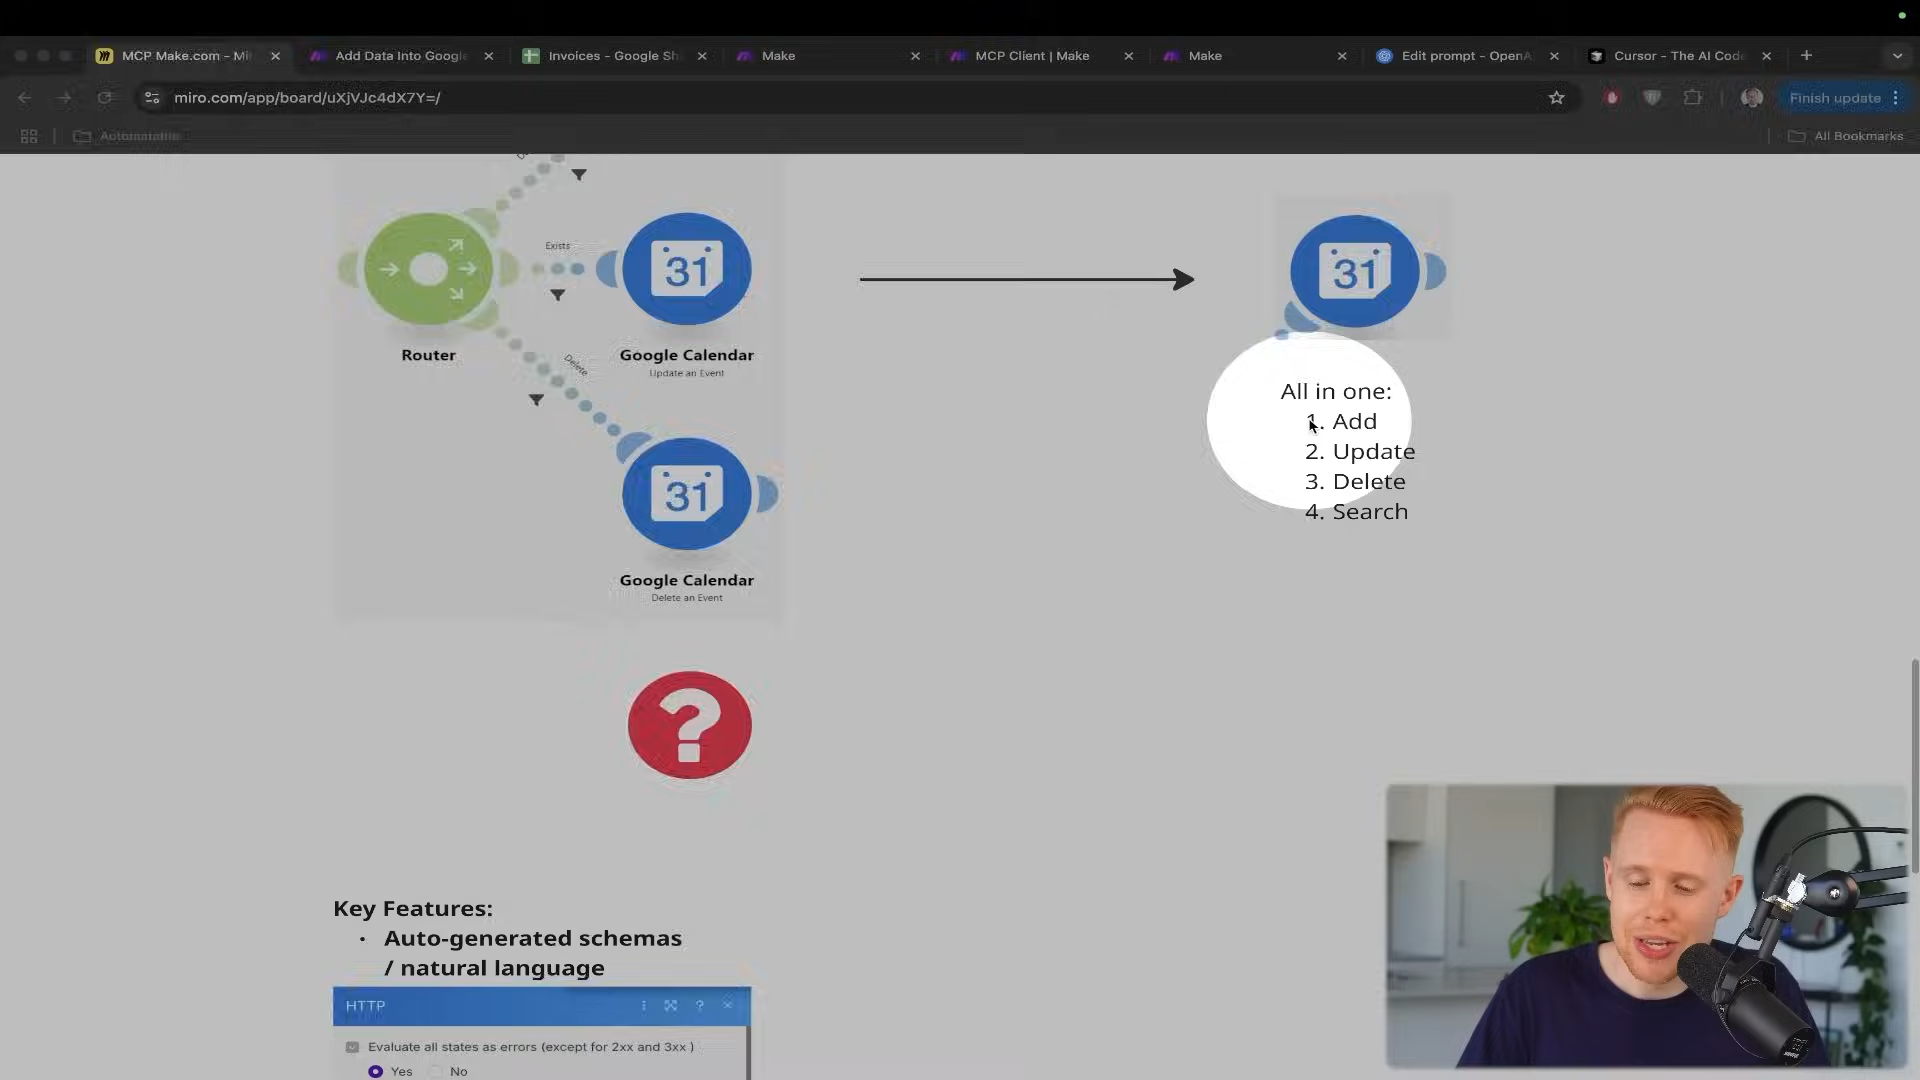 MCP Make.com - Mi
Add Data Into Google
Invoices - Google Sh
Make
MCP Client | Make
Make
Edit prompt - OpenA
Cursor - The AI Code
miro.com/app/board/uXjVJc4dX7Y=/
Finish update
All Bookmarks
Exists
31
31
Router
Google Calendar
Update an Event
Delete
All in one:
1. Add
2. Update
3. Delete
4. Search
31
Google Calendar
Delete an Event
?
Key Features:
· Auto-generated schemas
/ natural language
HTTP
?
Evaluate all states as errors (except for 2xx and 3xx )
Yes
No